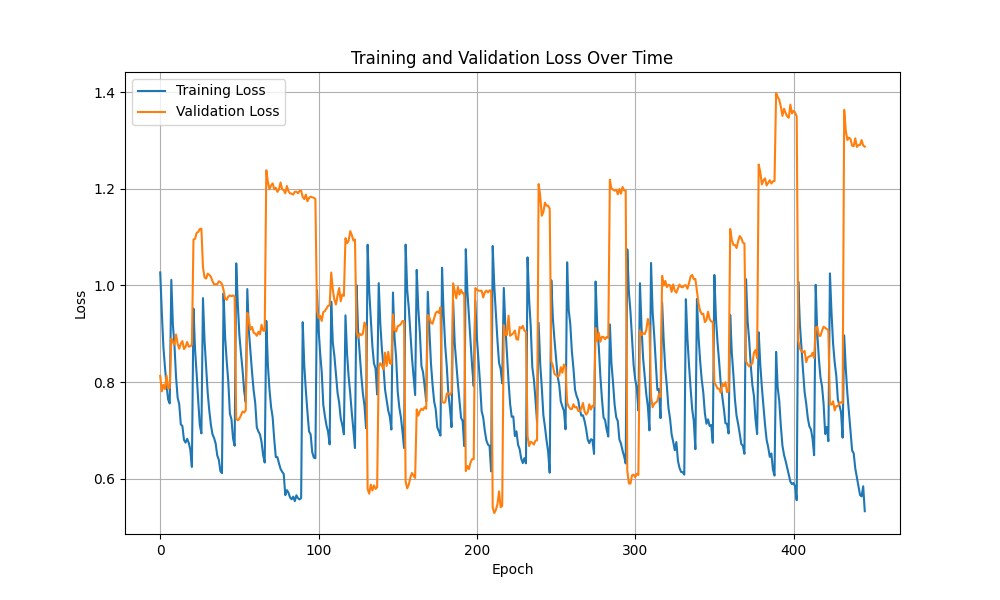 Training and Validation Loss Over Time
Training Loss
Validation Loss
1.4
1.2
1.0
0.8
0.6
Loss
0
100
200
300
400
Epoch